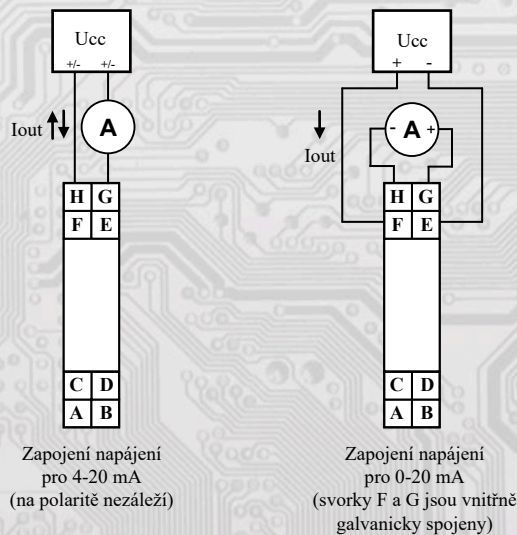 Ucc
+/- +/-
Iout
A
H G
F E
C D
A B
Zapojení napájení
pro 4-20 mA
(na polaritě nezáleží)
Ucc
+ -
- A +
Iout
H G
F E
C D
A B
Zapojení napájení
pro 0-20 mA
(svorky F a G jsou vnitřně
galvanicky spojeny)